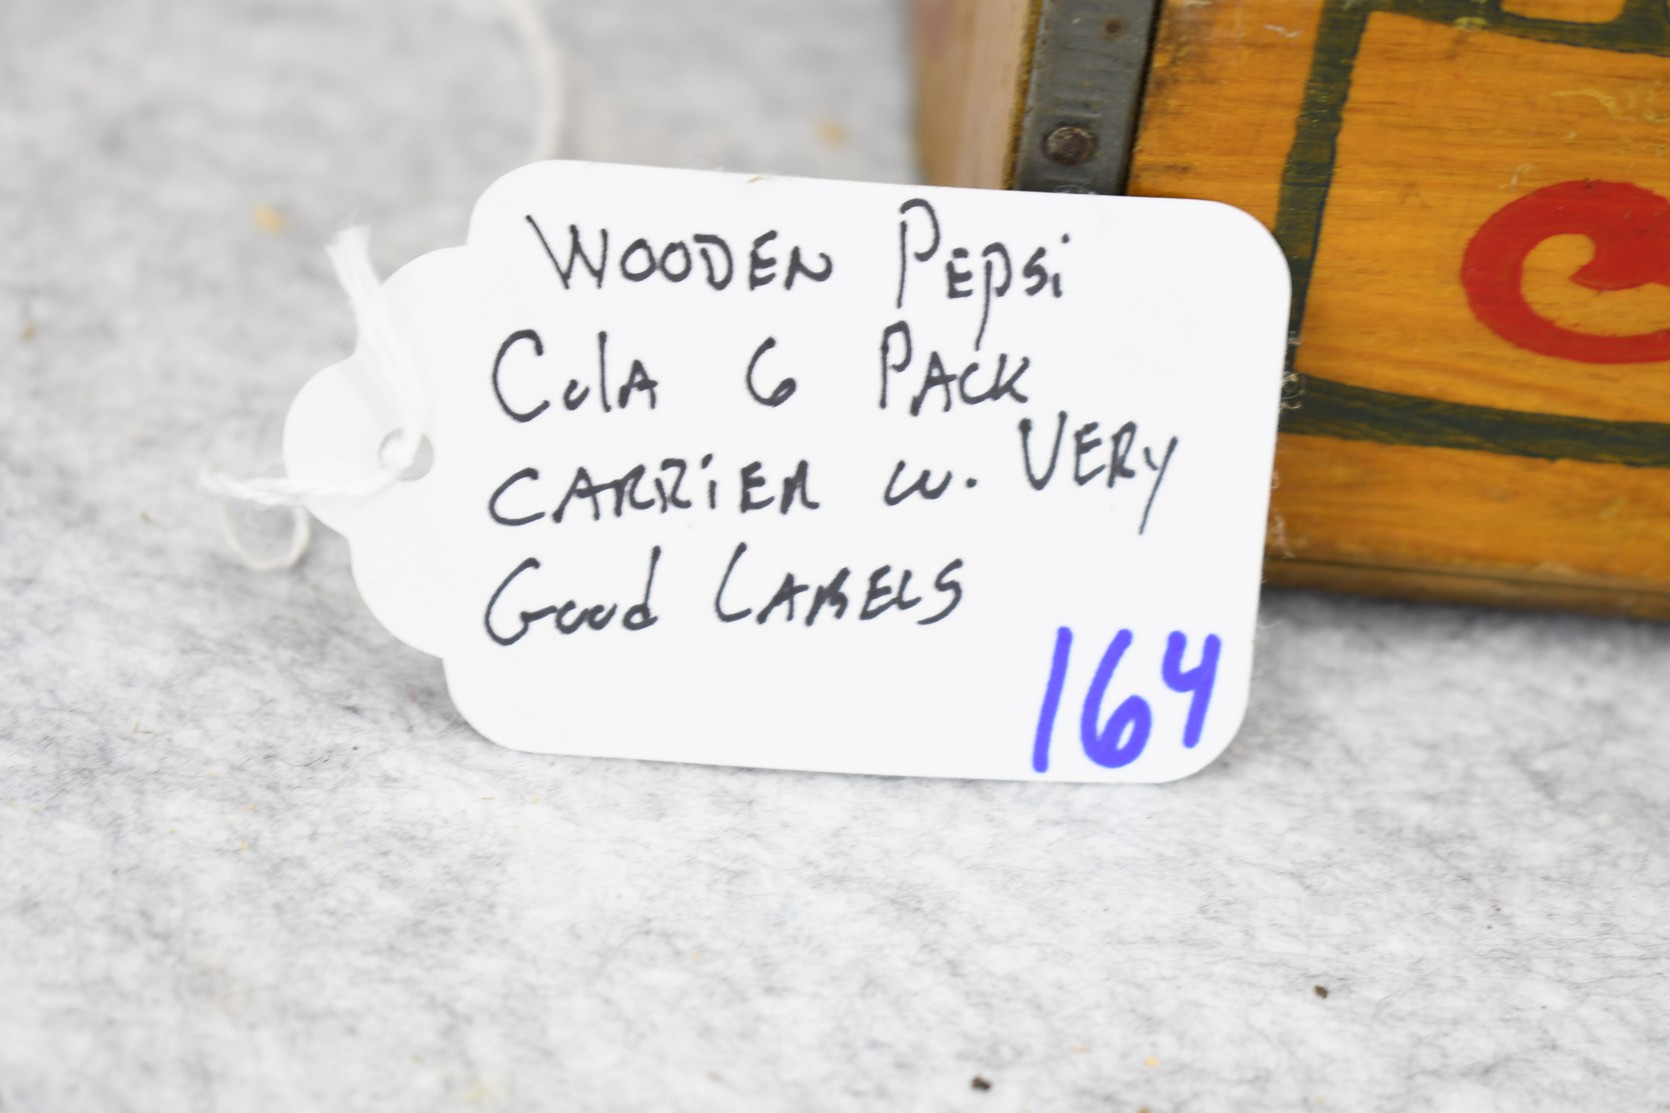 WOODEN PEPSi
COlA 6 PACK
CARRiER w. VERY
Good LABELS
164
C